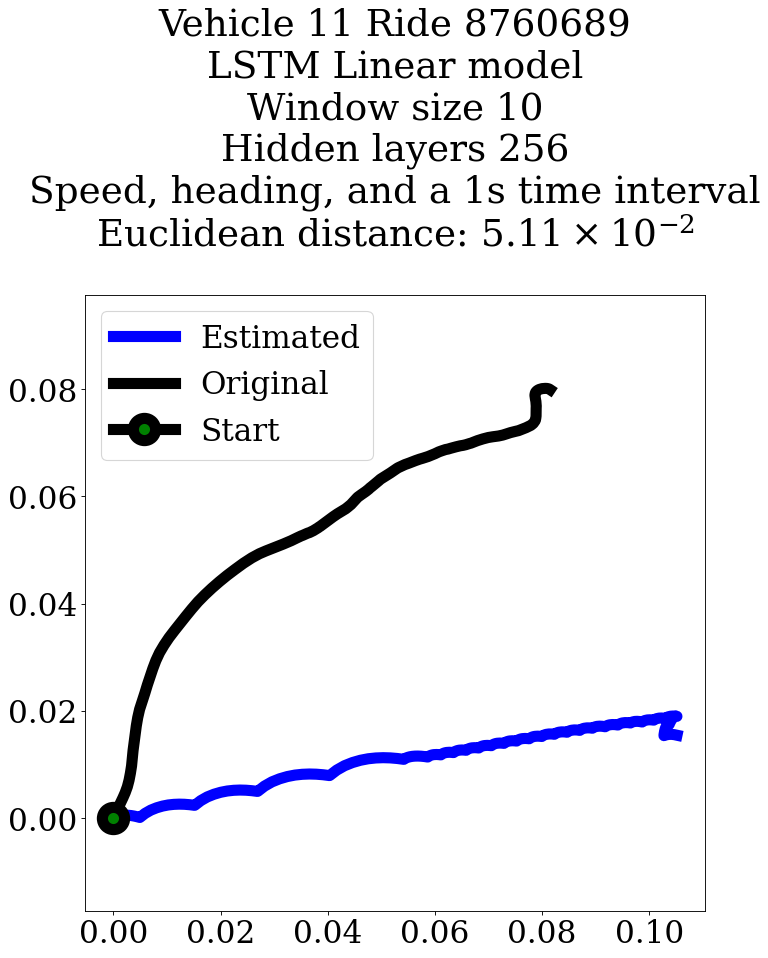 Vehicle 11 Ride 8760689
LSTM Linear model
Window size 10
Hidden layers 256
Speed, heading, and a 1s time interval
Euclidean distance: 5.11 × 10⁻²
Estimated
Original
Start
0.08
0.06
0.04
0.02
0.00
0.00 0.02 0.04 0.06 0.08 0.10